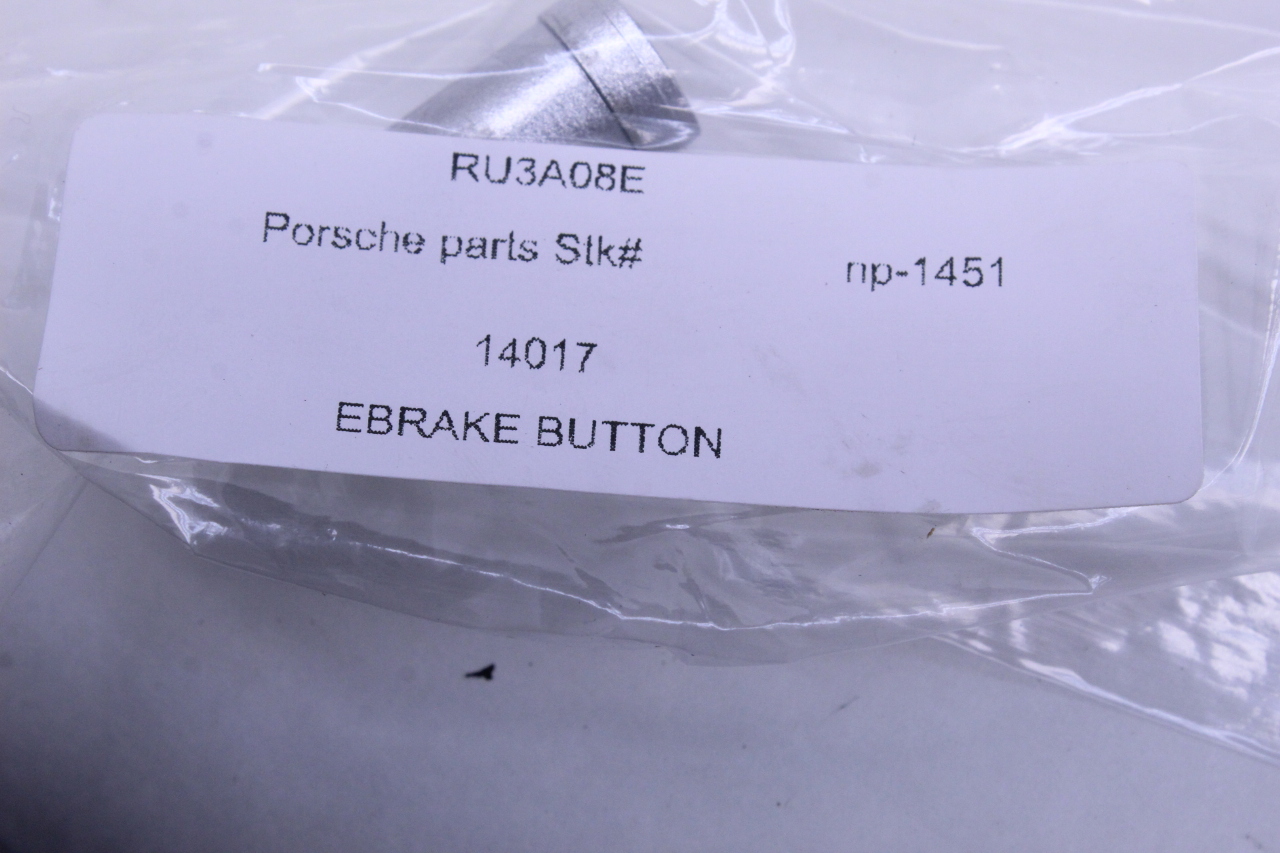 RU3A08E
Porsche parts Stk# np-1451
14017
EBRAKE BUTTON